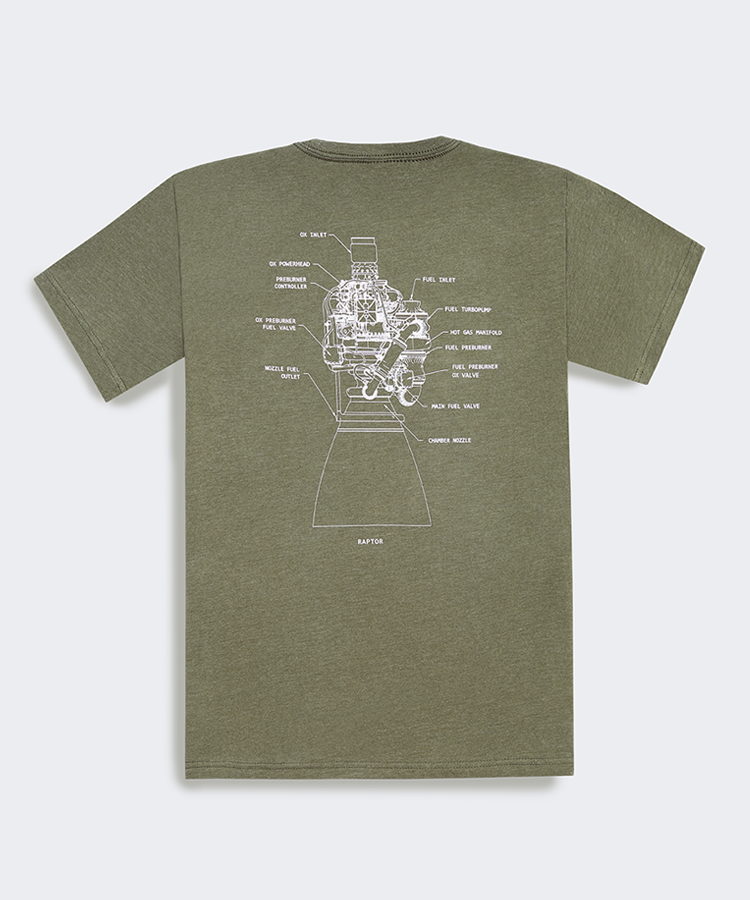 OX INLET
OX POWERHEAD
PREBURNER
CONTROLLER
OX PREBURNER
FUEL VALVE
NOZZLE FUEL
OUTLET
FUEL INLET
FUEL TURBOPUMP
HOT GAS MANIFOLD
FUEL PREBURNER
FUEL PREBURNER
OX VALVE
MAIN FUEL VALVE
CHAMBER NOZZLE
RAPTOR